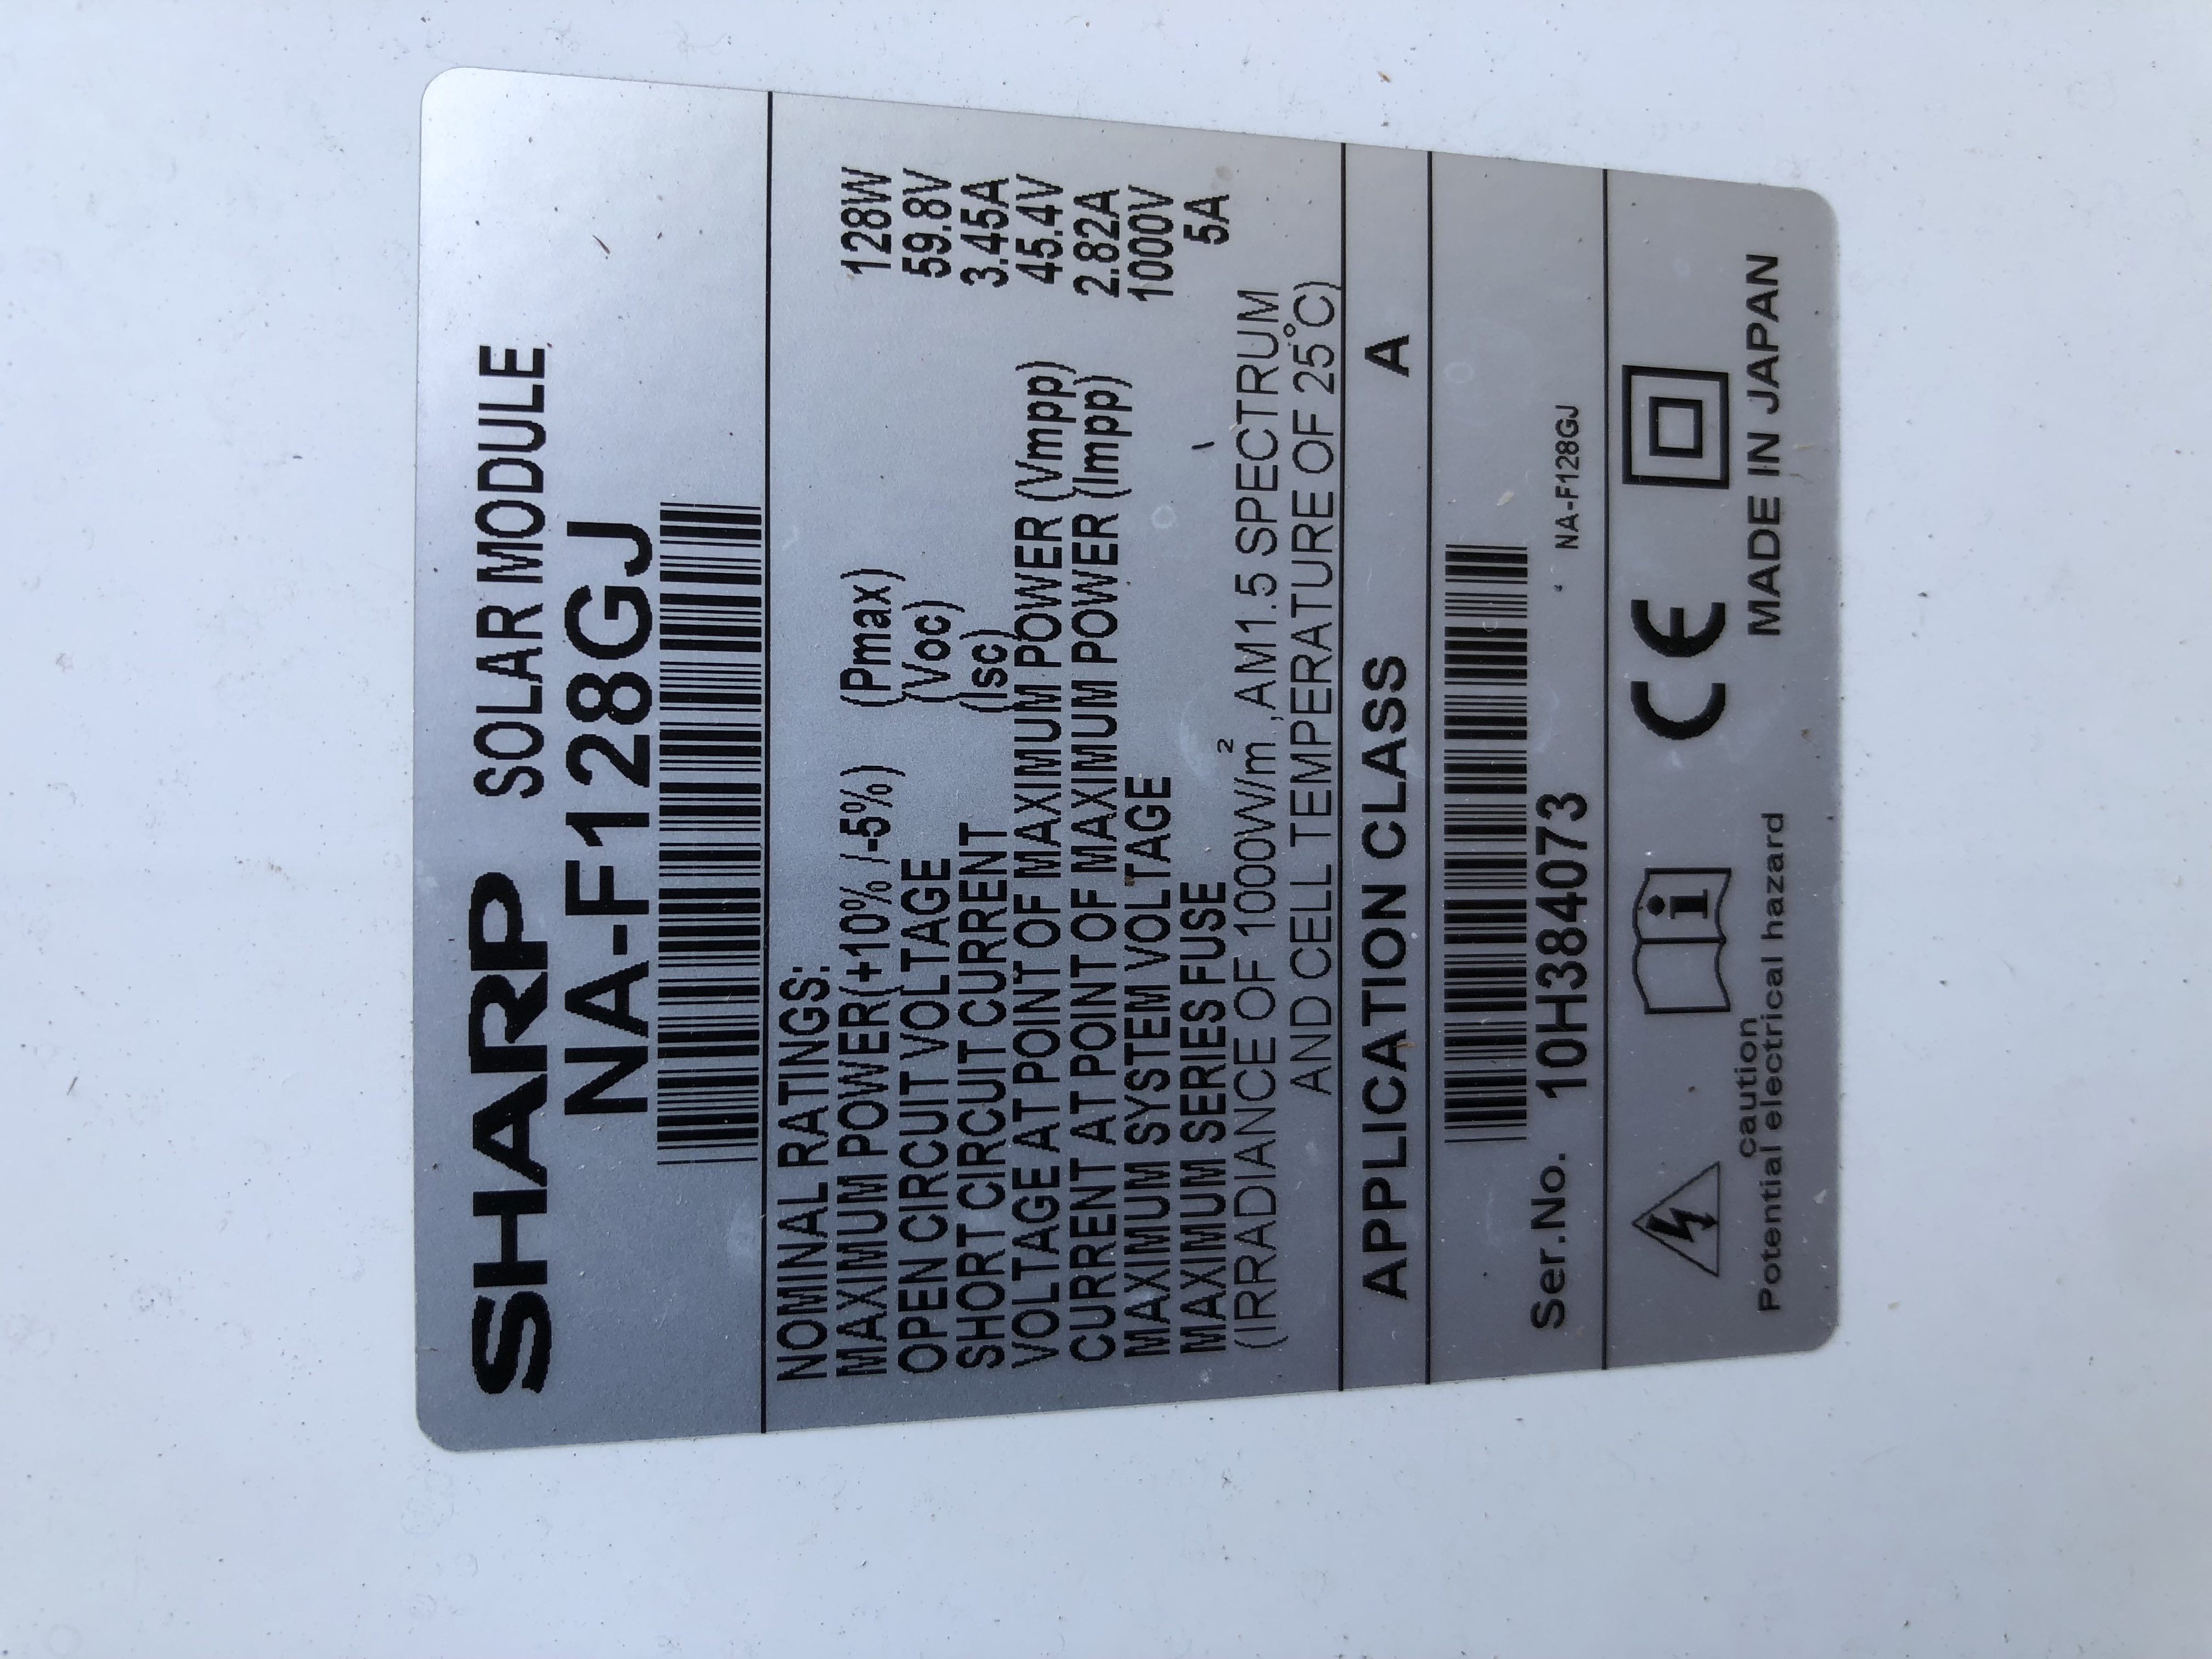 SHARP SOLAR MODULE
NA-F128GJ
NOMINAL RATINGS:
MAXIMUM POWER(+10% /-5%) (Pmax) 128W
OPEN CIRCUIT VOLTAGE (Voc) 59.8V
SHORT CIRCUIT CURRENT (Isc) 3.45A
VOLTAGE AT POINT OF MAXIMUM POWER (Vmpp) 45.4V
CURRENT AT POINT OF MAXIMUM POWER (Impp) 2.82A
MAXIMUM SYSTEM VOLTAGE 1000V
MAXIMUM SERIES FUSE 5A
(IRRADIANCE OF 1000W/m²,AM1.5 SPECTRUM
AND CELL TEMPERATURE OF 25°C)
APPLICATION CLASS A
Ser.No. 10H384073
NA-F128GJ
i
CE
caution
Potential electrical hazard
MADE IN JAPAN